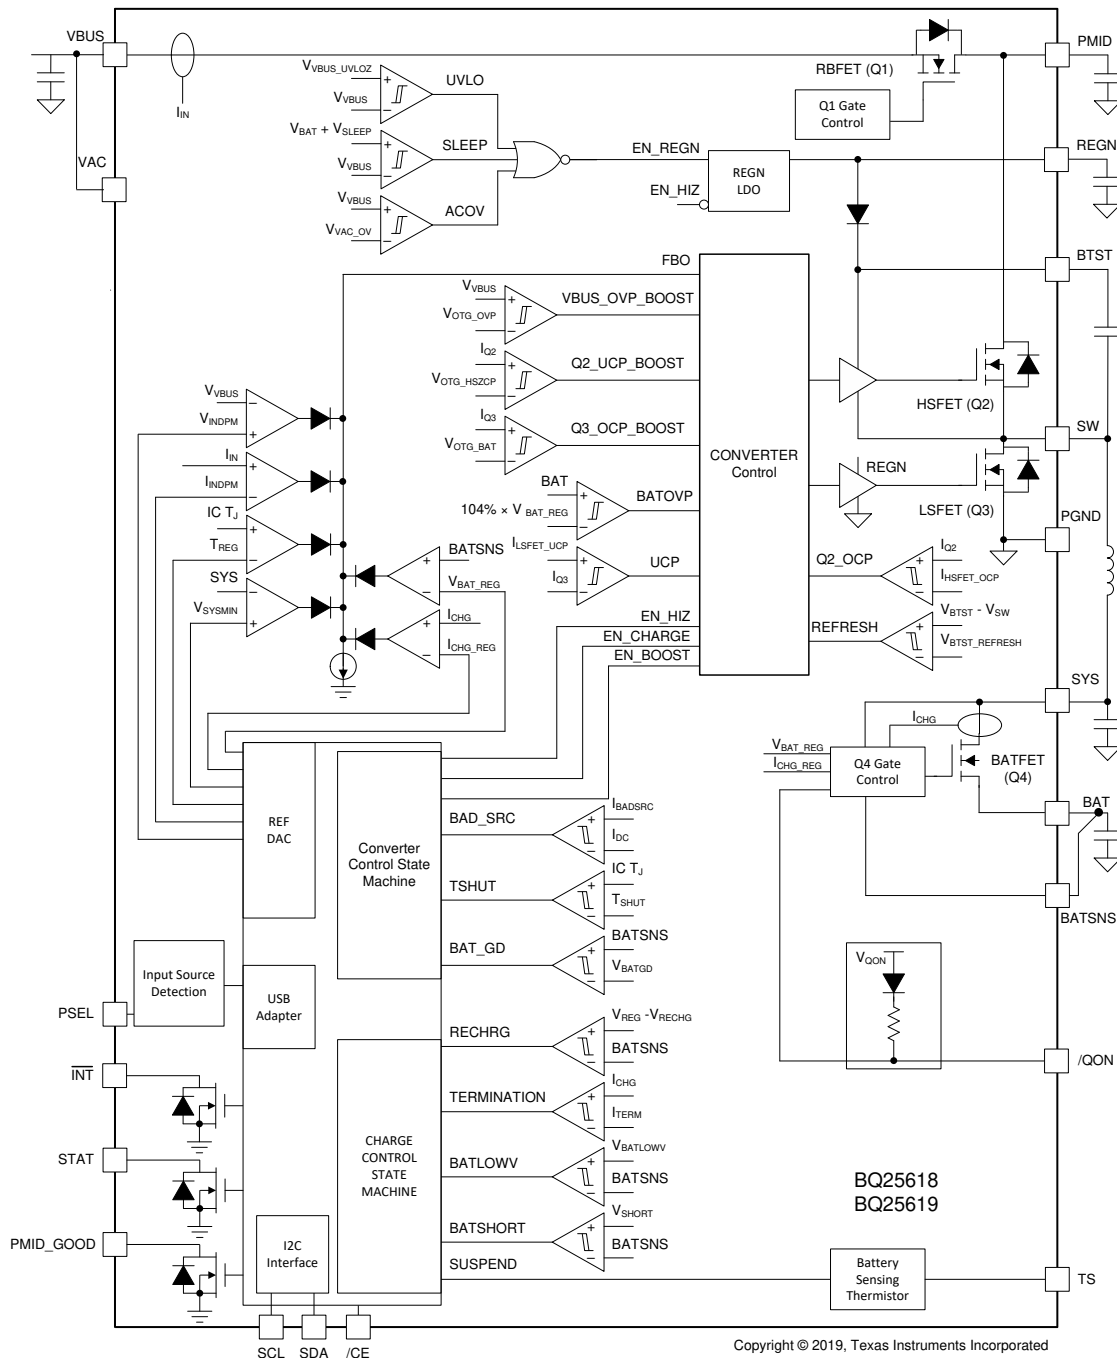 VBUS
PMID
RBFET (Q1)
Q1 Gate
Control
IIN
VVBUS_UVLOZ
VVBUS
UVLO
VBAT + VSLEEP
VVBUS
SLEEP
VVBUS
VVAC_OV
ACOV
VAC
EN_REGN
EN_HIZ
REGN
LDO
REGN
BTST
FBO
VVBUS
VOTG_OVP
VBUS_OVP_BOOST
IQ2
VOTG_HSZCP
Q2_UCP_BOOST
IQ3
VOTG_BAT
Q3_OCP_BOOST
CONVERTER
Control
HSFET (Q2)
SW
REGN
LSFET (Q3)
PGND
VVBUS
VINDPM
IIN
IINDPM
IC TJ
TREG
SYS
VSYSMIN
BATSNS
VBAT_REG
ICHG
ICHG_REG
BAT
104% × VBAT_REG
BATOVP
ILSFET_UCP
IQ3
UCP
Q2_OCP
IQ2
IHSFET_OCP
REFRESH
VBTST - VSW
VBTST_REFRESH
EN_HIZ
EN_CHARGE
EN_BOOST
SYS
ICHG
VBAT_REG
ICHG_REG
Q4 Gate
Control
BATFET
(Q4)
BAT
BATSNS
REF
DAC
Converter
Control State
Machine
BAD_SRC
IBADSRC
IDC
TSHUT
IC TJ
TSHUT
BAT_GD
BATSNS
VBATGD
VQON
/QON
Input Source
Detection
USB
Adapter
PSEL
INT
STAT
PMID_GOOD
CHARGE
CONTROL
STATE
MACHINE
RECHRG
VREG -VRECHG
BATSNS
TERMINATION
ICHG
ITERM
BATLOWV
VBATLOWV
BATSNS
BATSHORT
VSHORT
BATSNS
SUSPEND
I2C
Interface
BQ25618
BQ25619
Battery
Sensing
Thermistor
TS
SCL
SDA
/CE
Copyright © 2019, Texas Instruments Incorporated